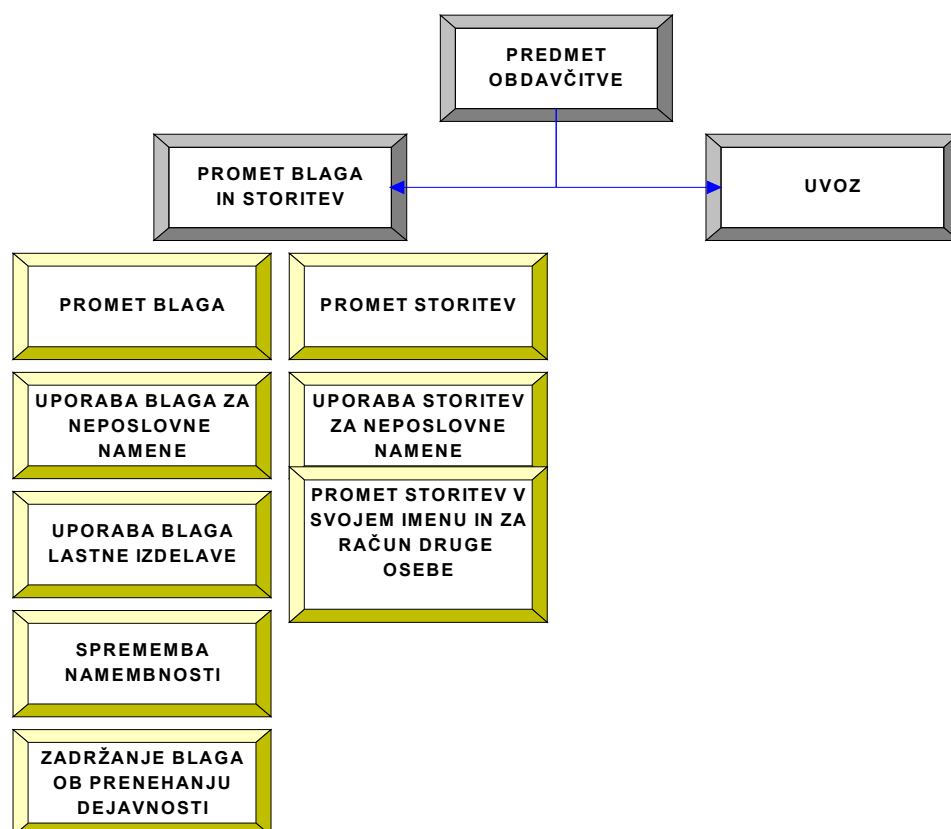 PREDMET
OBDAVČITVE
PROMET BLAGA
IN STORITEV
UVOZ
PROMET BLAGA
PROMET STORITEV
UPORABA BLAGA ZA
NEPOSLOVNE
NAMENE
UPORABA STORITEV
ZA NEPOSLOVNE
NAMENE
UPORABA BLAGA
LASTNE IZDELAVE
PROMET STORITEV V
SVOJEM IMENU IN ZA
RAČUN DRUGE
OSEBE
SPREMEMBA
NAMEMBNOSTI
ZADRŽANJE BLAGA
OB PRENEHANJU
DEJAVNOSTI